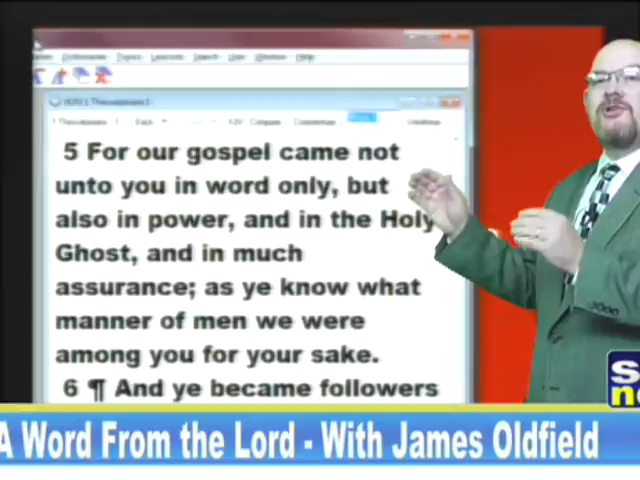 5 For our gospel came not
unto you in word only, but
also in power, and in the Holy
Ghost, and in much
assurance; as ye know what
manner of men we were
among you for your sake.
6 ¶ And ye became followers
A Word From the Lord - With James Oldfield